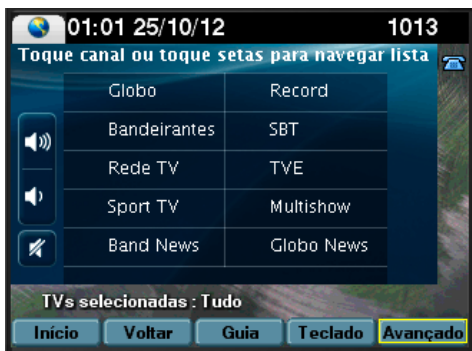 01:01 25/10/12 1013
Toque canal ou toque setas para navegar lista
Globo Record
Bandeirantes SBT
Rede TV TVE
Sport TV Multishow
Band News Globo News
TVs selecionadas : Tudo
Início Voltar Guia Teclado Avançado